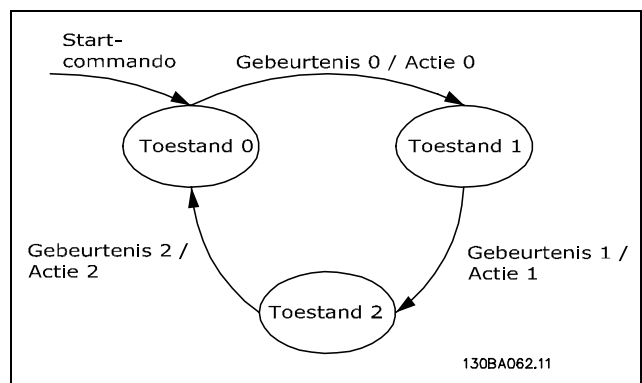 Start-
commando
Gebeurtenis 0 / Actie 0
Toestand 0
Toestand 1
Gebeurtenis 2 /
Actie 2
Gebeurtenis 1 /
Actie 1
Toestand 2
130BA062.11